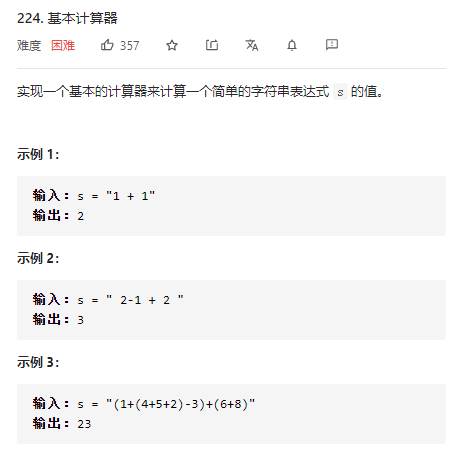 224. 基本计算器
难度 困难 357
实现一个基本的计算器来计算一个简单的字符串表达式 s 的值。
示例 1：
输入：s = "1 + 1"
输出：2
示例 2：
输入：s = " 2-1 + 2 "
输出：3
示例 3：
输入：s = "(1+(4+5+2)-3)+(6+8)"
输出：23